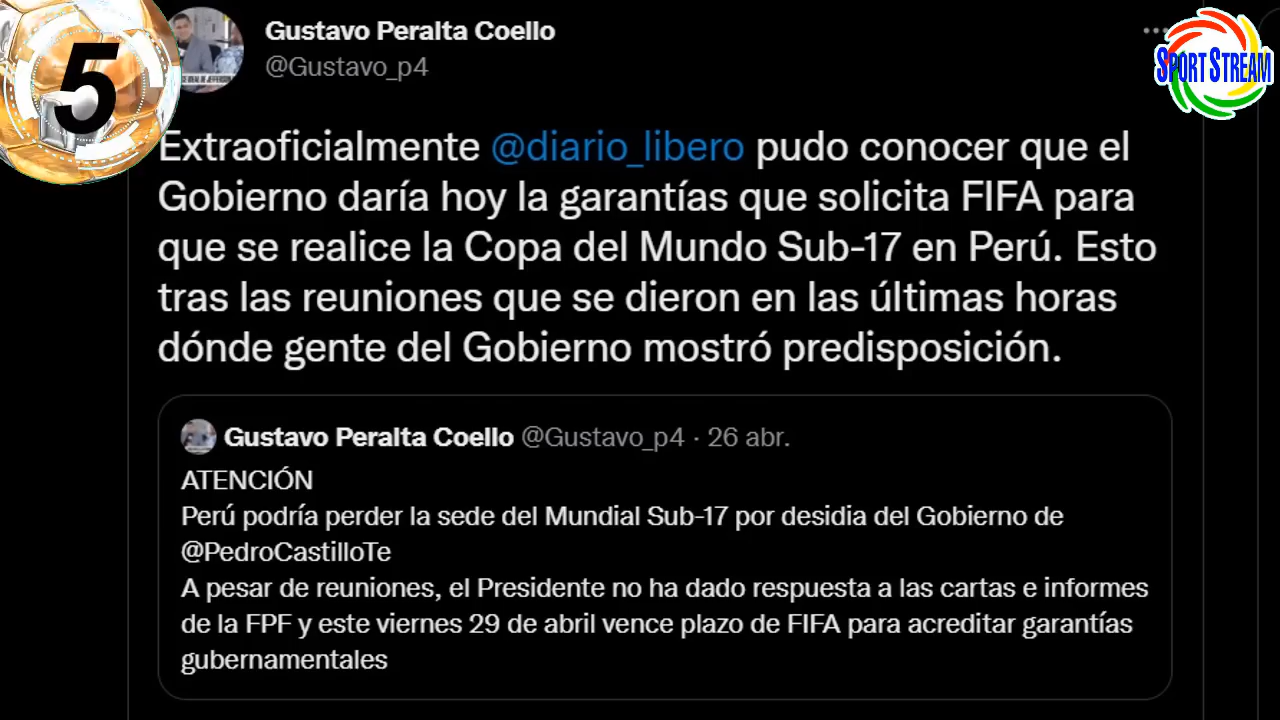 5
Gustavo Peralta Coello
@Gustavo_p4
SPORT STREAM
Extraoficialmente @diario_libero pudo conocer que el
Gobierno daría hoy la garantías que solicita FIFA para
que se realice la Copa del Mundo Sub-17 en Perú. Esto
tras las reuniones que se dieron en las últimas horas
dónde gente del Gobierno mostró predisposición.
Gustavo Peralta Coello @Gustavo_p4 · 26 abr.
ATENCIÓN
Perú podría perder la sede del Mundial Sub-17 por desidia del Gobierno de
@PedroCastilloTe
A pesar de reuniones, el Presidente no ha dado respuesta a las cartas e informes
de la FPF y este viernes 29 de abril vence plazo de FIFA para acreditar garantías
gubernamentales